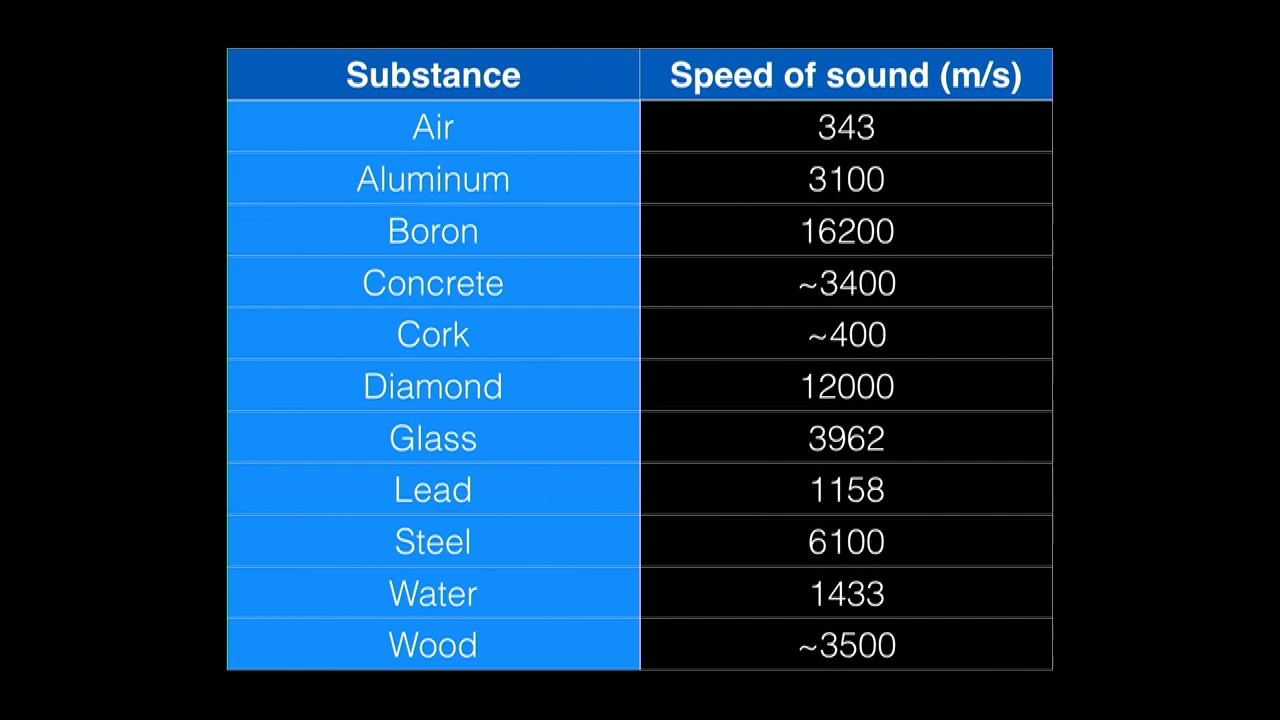 Substance Speed of sound (m/s)
Air 343
Aluminum 3100
Boron 16200
Concrete ~3400
Cork ~400
Diamond 12000
Glass 3962
Lead 1158
Steel 6100
Water 1433
Wood ~3500